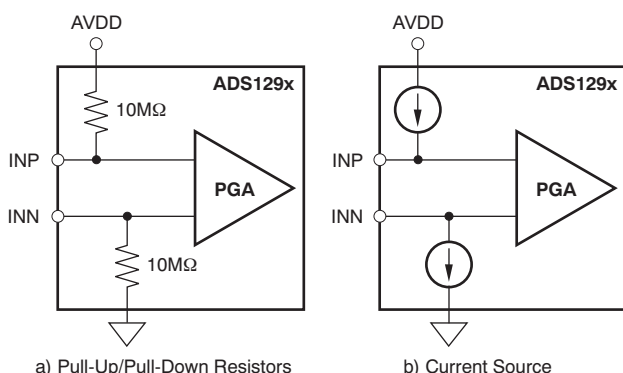 AVDD
ADS129x
10MΩ
INP
PGA
INN
10MΩ
a) Pull-Up/Pull-Down Resistors
AVDD
ADS129x
INP
PGA
INN
b) Current Source